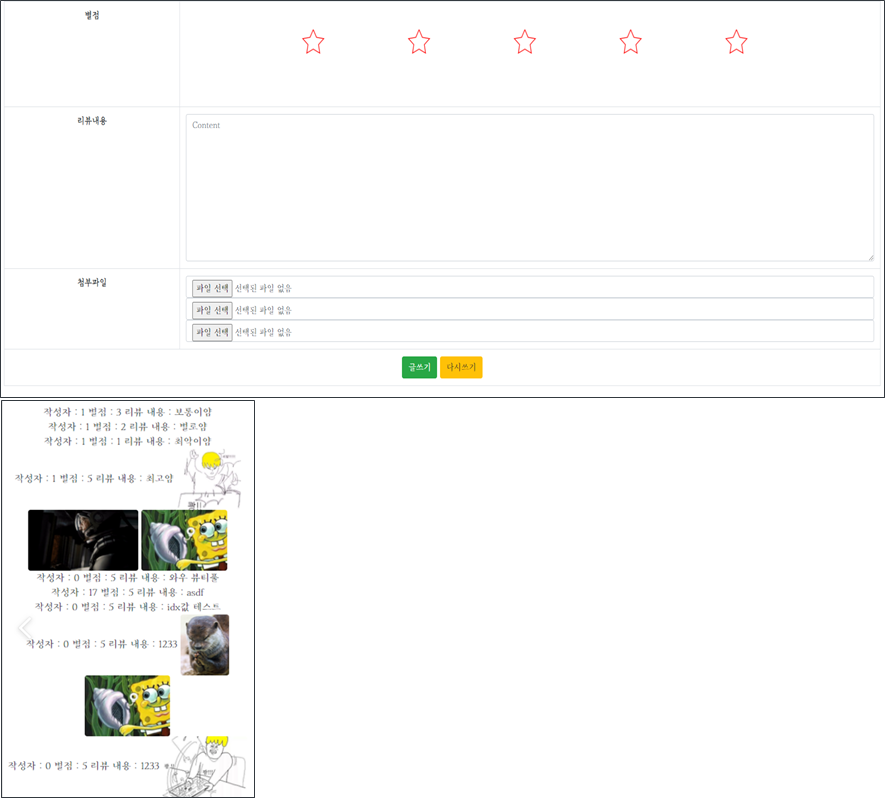 별점
리뷰내용
Content
첨부파일
파일 선택 선택된 파일 없음
파일 선택 선택된 파일 없음
파일 선택 선택된 파일 없음
글쓰기 다시쓰기
작성자 : 1 별점 : 3 리뷰 내용 : 보통이얌
작성자 : 1 별점 : 2 리뷰 내용 : 별로얌
작성자 : 1 별점 : 1 리뷰 내용 : 최악이얌
작성자 : 1 별점 : 5 리뷰 내용 : 최고얌
작성자 : 0 별점 : 5 리뷰 내용 : 와우 뷰티풀
작성자 : 17 별점 : 5 리뷰 내용 : asdf
작성자 : 0 별점 : 5 리뷰 내용 : idx값 테스트
작성자 : 0 별점 : 5 리뷰 내용 : 1233
작성자 : 0 별점 : 5 리뷰 내용 : 1233